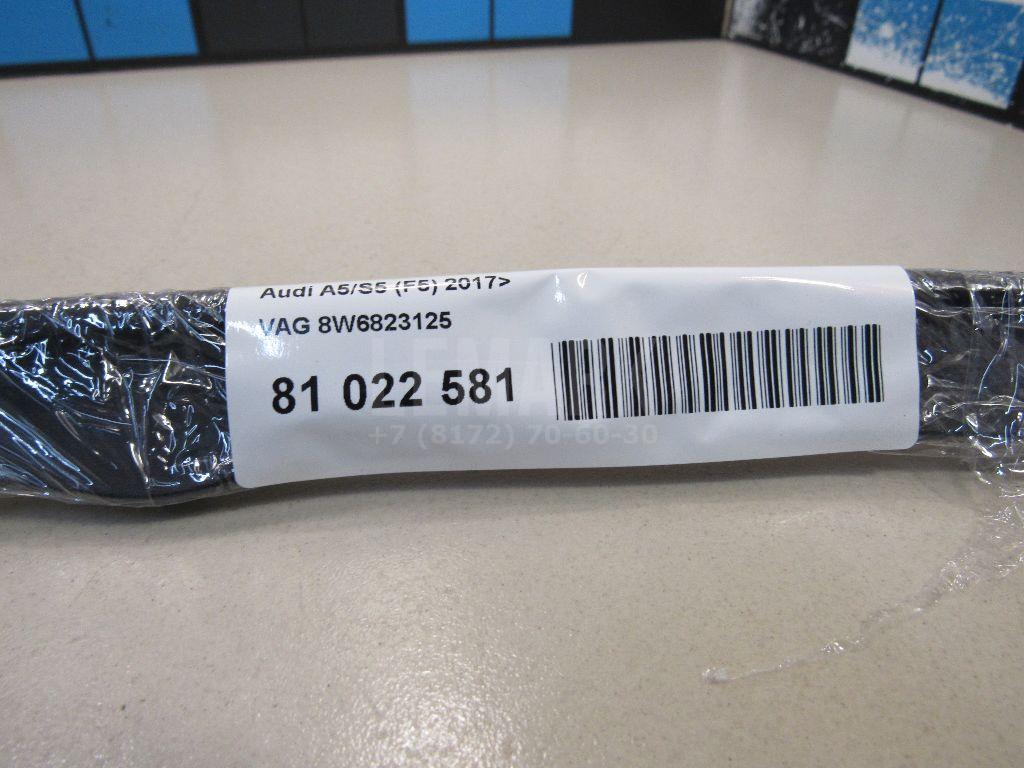 Audi A5/S5 (F5) 2017>
VAG 8W6823125
81 022 581
+7 (8172) 70-60-30